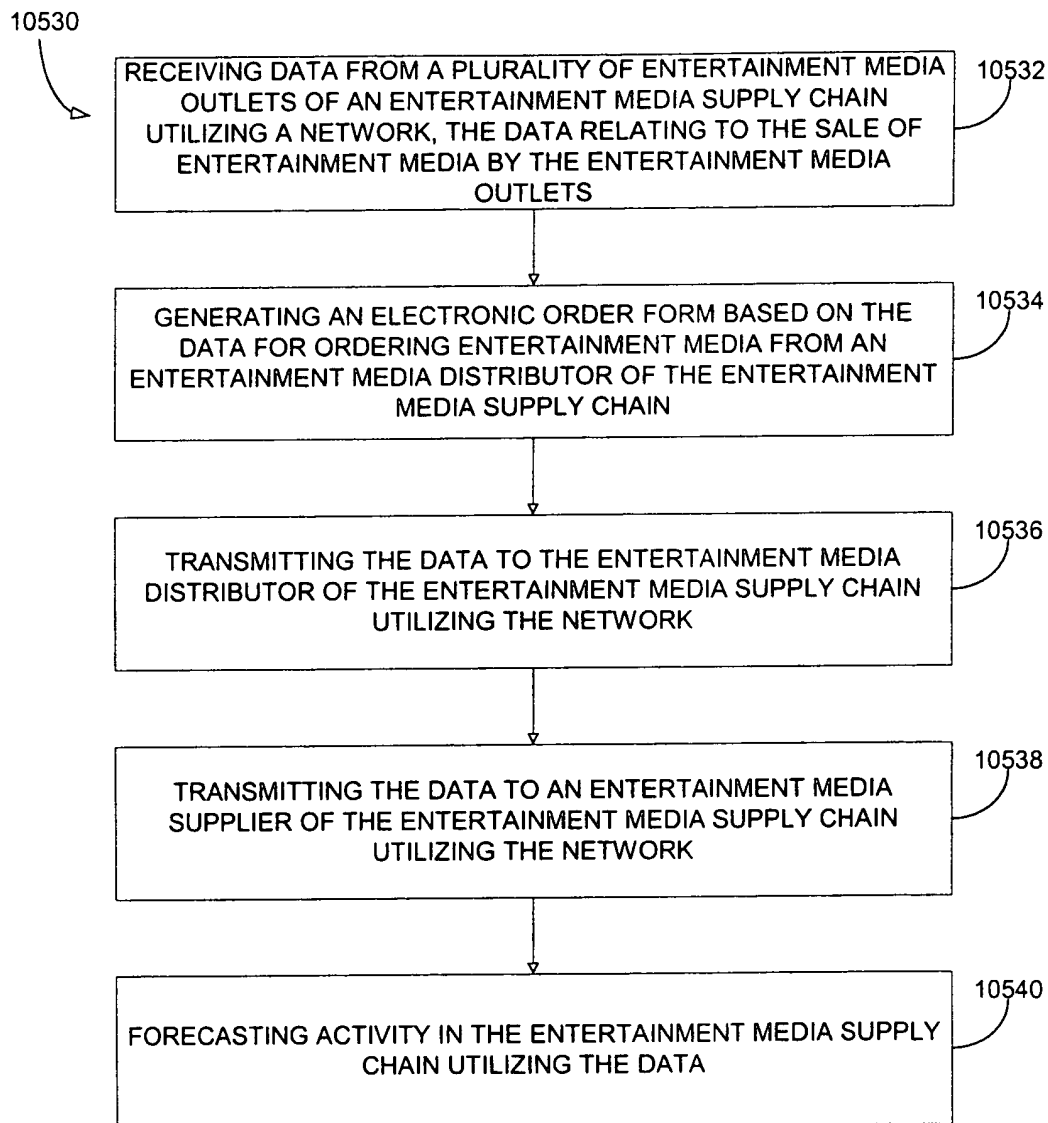 10530
RECEIVING DATA FROM A PLURALITY OF ENTERTAINMENT MEDIA
OUTLETS OF AN ENTERTAINMENT MEDIA SUPPLY CHAIN
UTILIZING A NETWORK, THE DATA RELATING TO THE SALE OF
ENTERTAINMENT MEDIA BY THE ENTERTAINMENT MEDIA
OUTLETS
10532
GENERATING AN ELECTRONIC ORDER FORM BASED ON THE
DATA FOR ORDERING ENTERTAINMENT MEDIA FROM AN
ENTERTAINMENT MEDIA DISTRIBUTOR OF THE ENTERTAINMENT
MEDIA SUPPLY CHAIN
10534
TRANSMITTING THE DATA TO THE ENTERTAINMENT MEDIA
DISTRIBUTOR OF THE ENTERTAINMENT MEDIA SUPPLY CHAIN
UTILIZING THE NETWORK
10536
TRANSMITTING THE DATA TO AN ENTERTAINMENT MEDIA
SUPPLIER OF THE ENTERTAINMENT MEDIA SUPPLY CHAIN
UTILIZING THE NETWORK
10538
FORECASTING ACTIVITY IN THE ENTERTAINMENT MEDIA SUPPLY
CHAIN UTILIZING THE DATA
10540